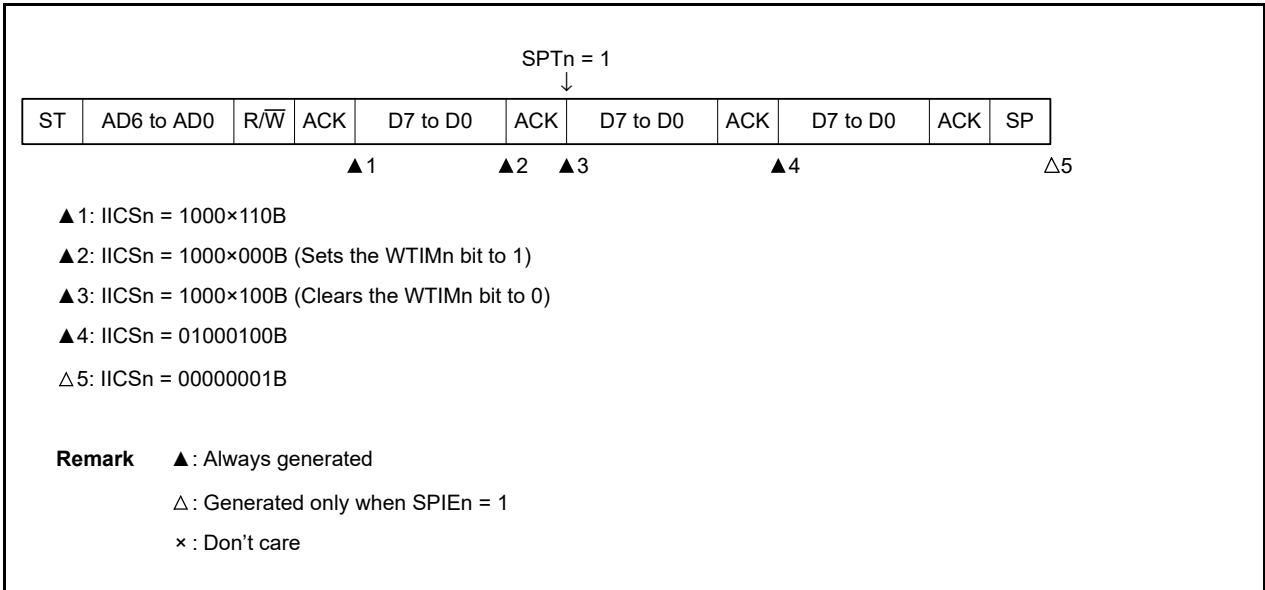 SPTn = 1
↓
ST AD6 to AD0 R/W̅ ACK D7 to D0 ACK D7 to D0 ACK D7 to D0 ACK SP
▲1 ▲2 ▲3 ▲4 △5
▲1: IICSn = 1000×110B
▲2: IICSn = 1000×000B (Sets the WTIMn bit to 1)
▲3: IICSn = 1000×100B (Clears the WTIMn bit to 0)
▲4: IICSn = 01000100B
△5: IICSn = 00000001B
Remark ▲: Always generated
△: Generated only when SPIEn = 1
×: Don’t care